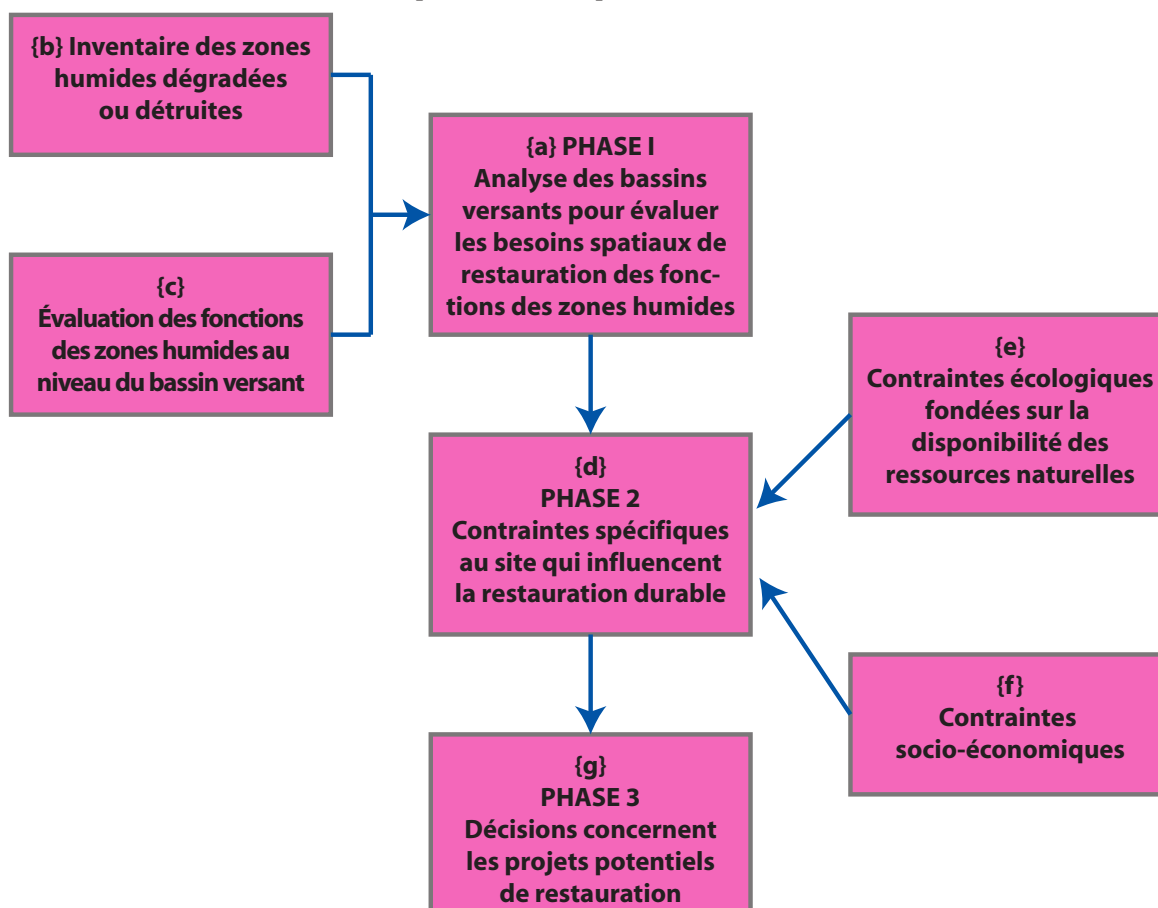 {b} Inventaire des zones
humides dégradées
ou détruites
{a} PHASE I
Analyse des bassins
versants pour évaluer
les besoins spatiaux de
restauration des fonc-
tions des zones humides
{c}
Évaluation des fonctions
des zones humides au
niveau du bassin versant
{e}
Contraintes écologiques
fondées sur la
disponibilité des
ressources naturelles
{d}
PHASE 2
Contraintes spécifiques
au site qui influencent
la restauration durable
{f}
Contraintes
socio-économiques
{g}
PHASE 3
Décisions concernent
les projets potentiels
de restauration